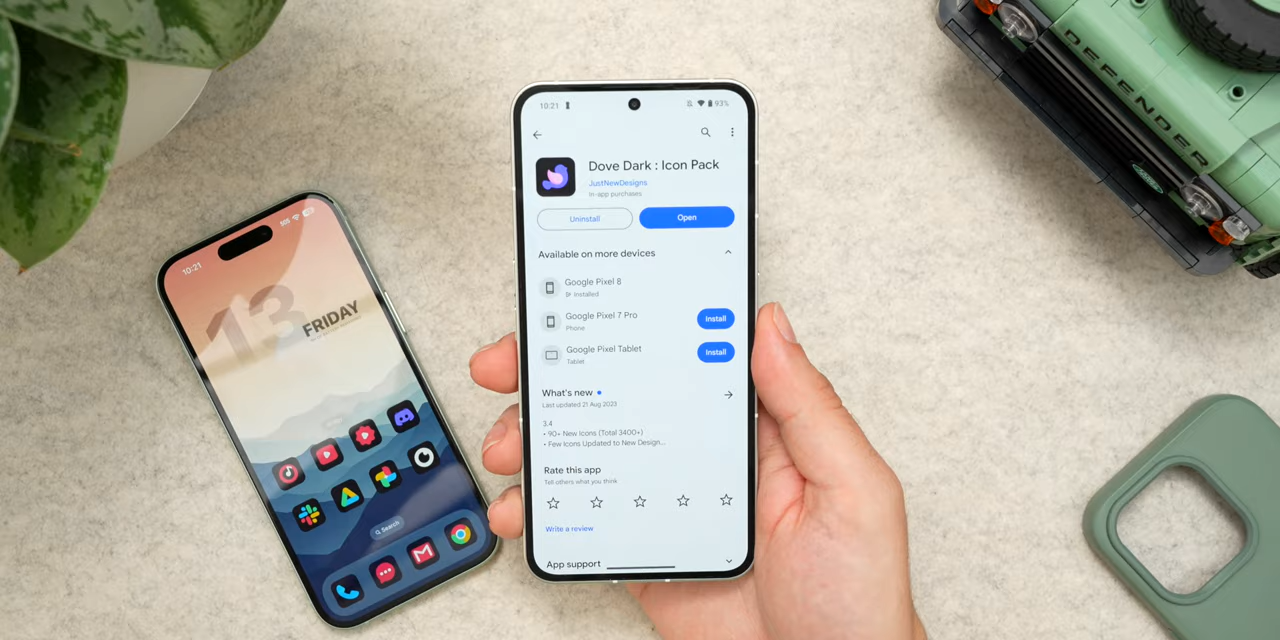 10:21
SOS
13
FRIDAY
Search
10:21
93%
Dove Dark : Icon Pack
JustNewDesigns
In-app purchases
Uninstall
Open
Available on more devices
Google Pixel 8
Installed
Google Pixel 7 Pro
Phone
Install
Google Pixel Tablet
Tablet
Install
What's new
Last updated 21 Aug 2023
3.4
• 90+ New Icons (Total 3400+)
• Few Icons Updated to New Design...
Rate this app
Tell others what you think
Write a review
App support
DEFENDER